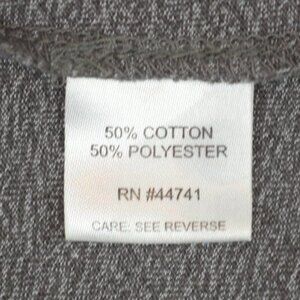 50% COTTON
50% POLYESTER
RN #44741
CARE: SEE REVERSE